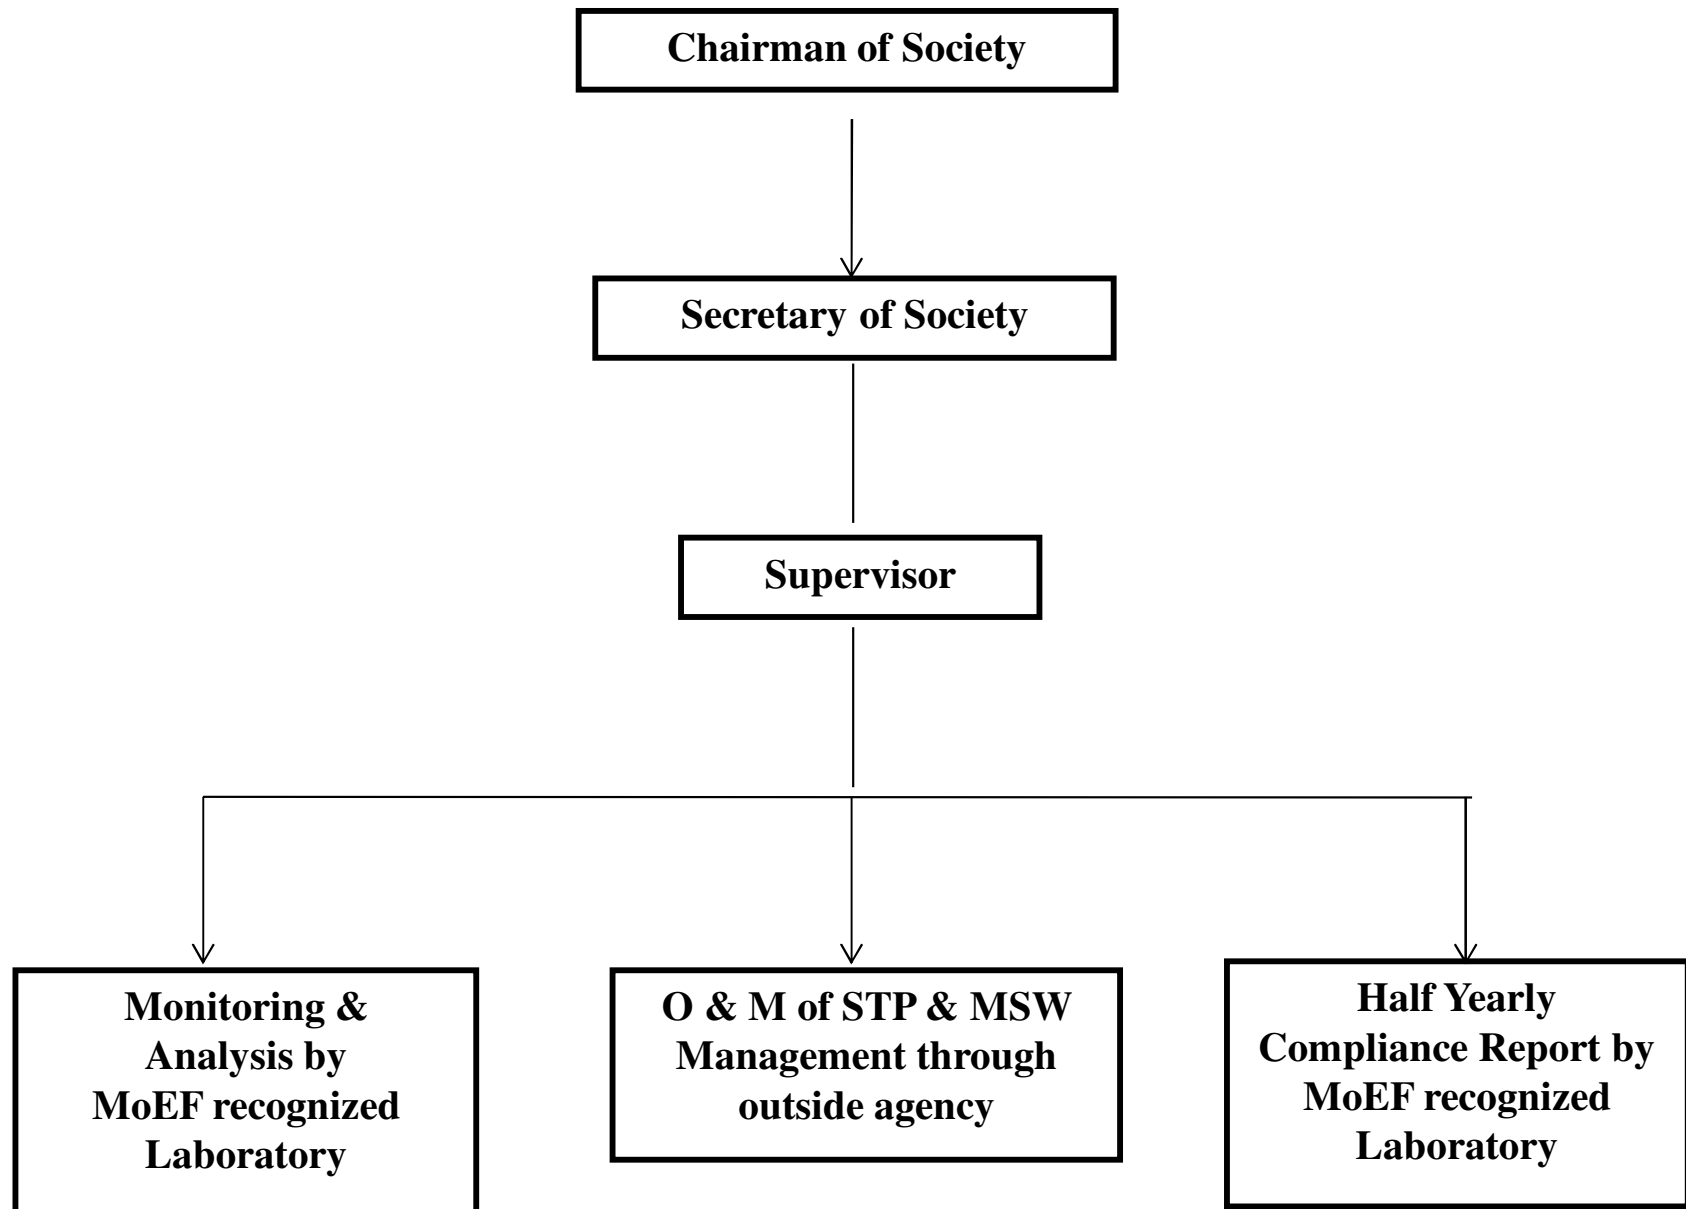 Chairman of Society
Secretary of Society
Supervisor
Monitoring &
Analysis by
MoEF recognized
Laboratory
O & M of STP & MSW
Management through
outside agency
Half Yearly
Compliance Report by
MoEF recognized
Laboratory